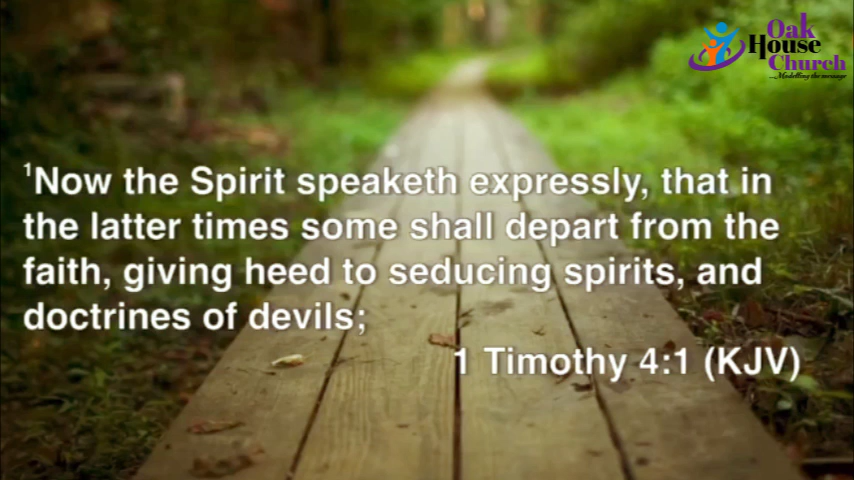 Oak
House
Church
...Modelling the message
¹Now the Spirit speaketh expressly, that in
the latter times some shall depart from the
faith, giving heed to seducing spirits, and
doctrines of devils;
1 Timothy 4:1 (KJV)